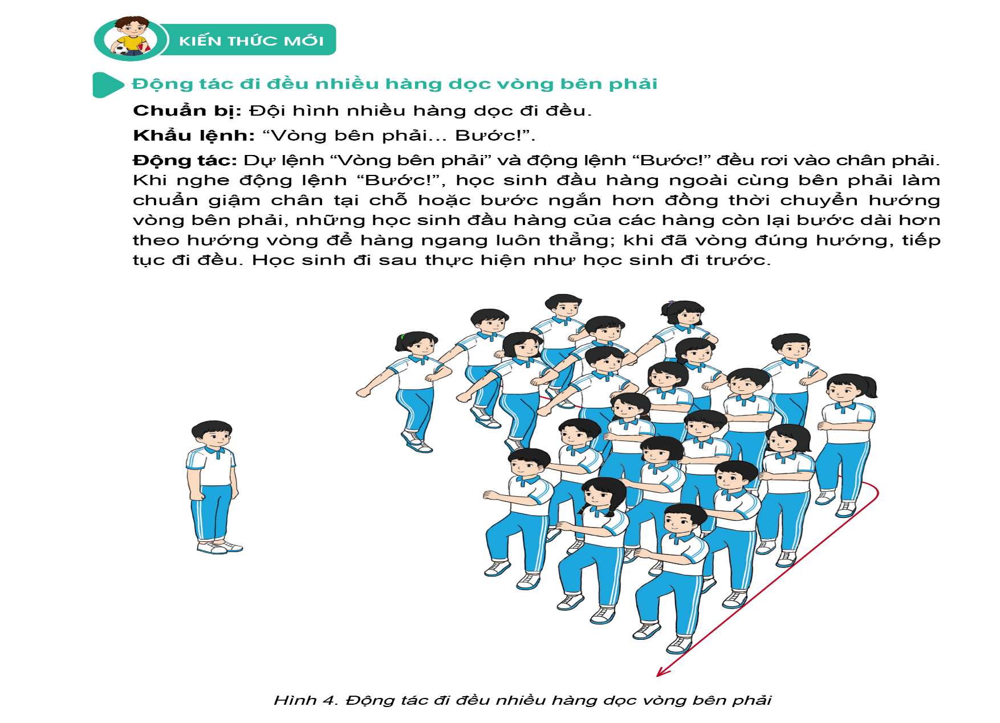 KIẾN THỨC MỚI
Động tác đi đều nhiều hàng dọc vòng bên phải
Chuẩn bị: Đội hình nhiều hàng dọc đi đều.
Khẩu lệnh: “Vòng bên phải... Bước!”.
Động tác: Dự lệnh “Vòng bên phải” và động lệnh “Bước!” đều rơi vào chân phải.
Khi nghe động lệnh “Bước!”, học sinh đầu hàng ngoài cùng bên phải làm
chuẩn giậm chân tại chỗ hoặc bước ngắn hơn đồng thời chuyển hướng
vòng bên phải, những học sinh đầu hàng của các hàng còn lại bước dài hơn
theo hướng vòng để hàng ngang luôn thẳng; khi đã vòng đúng hướng, tiếp
tục đi đều. Học sinh đi sau thực hiện như học sinh đi trước.
Hình 4. Động tác đi đều nhiều hàng dọc vòng bên phải